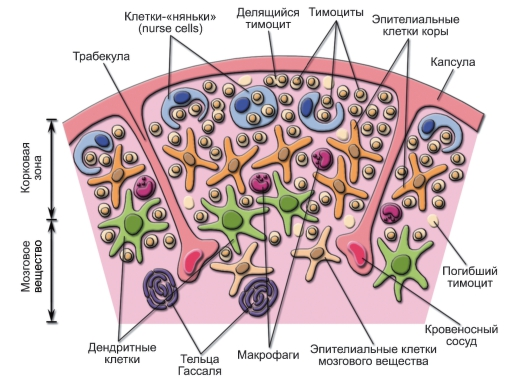 Клетки-«няньки»
(nurse cells)
Делящийся
тимоцит
Тимоциты
Эпителиальные
клетки коры
Трабекула
Капсула
Корковая
зона
Мозговое
вещество
Погибший
тимоцит
Кровеносный
сосуд
Дендритные
клетки
Тельца
Гассаля
Макрофаги
Эпителиальные клетки
мозгового вещества